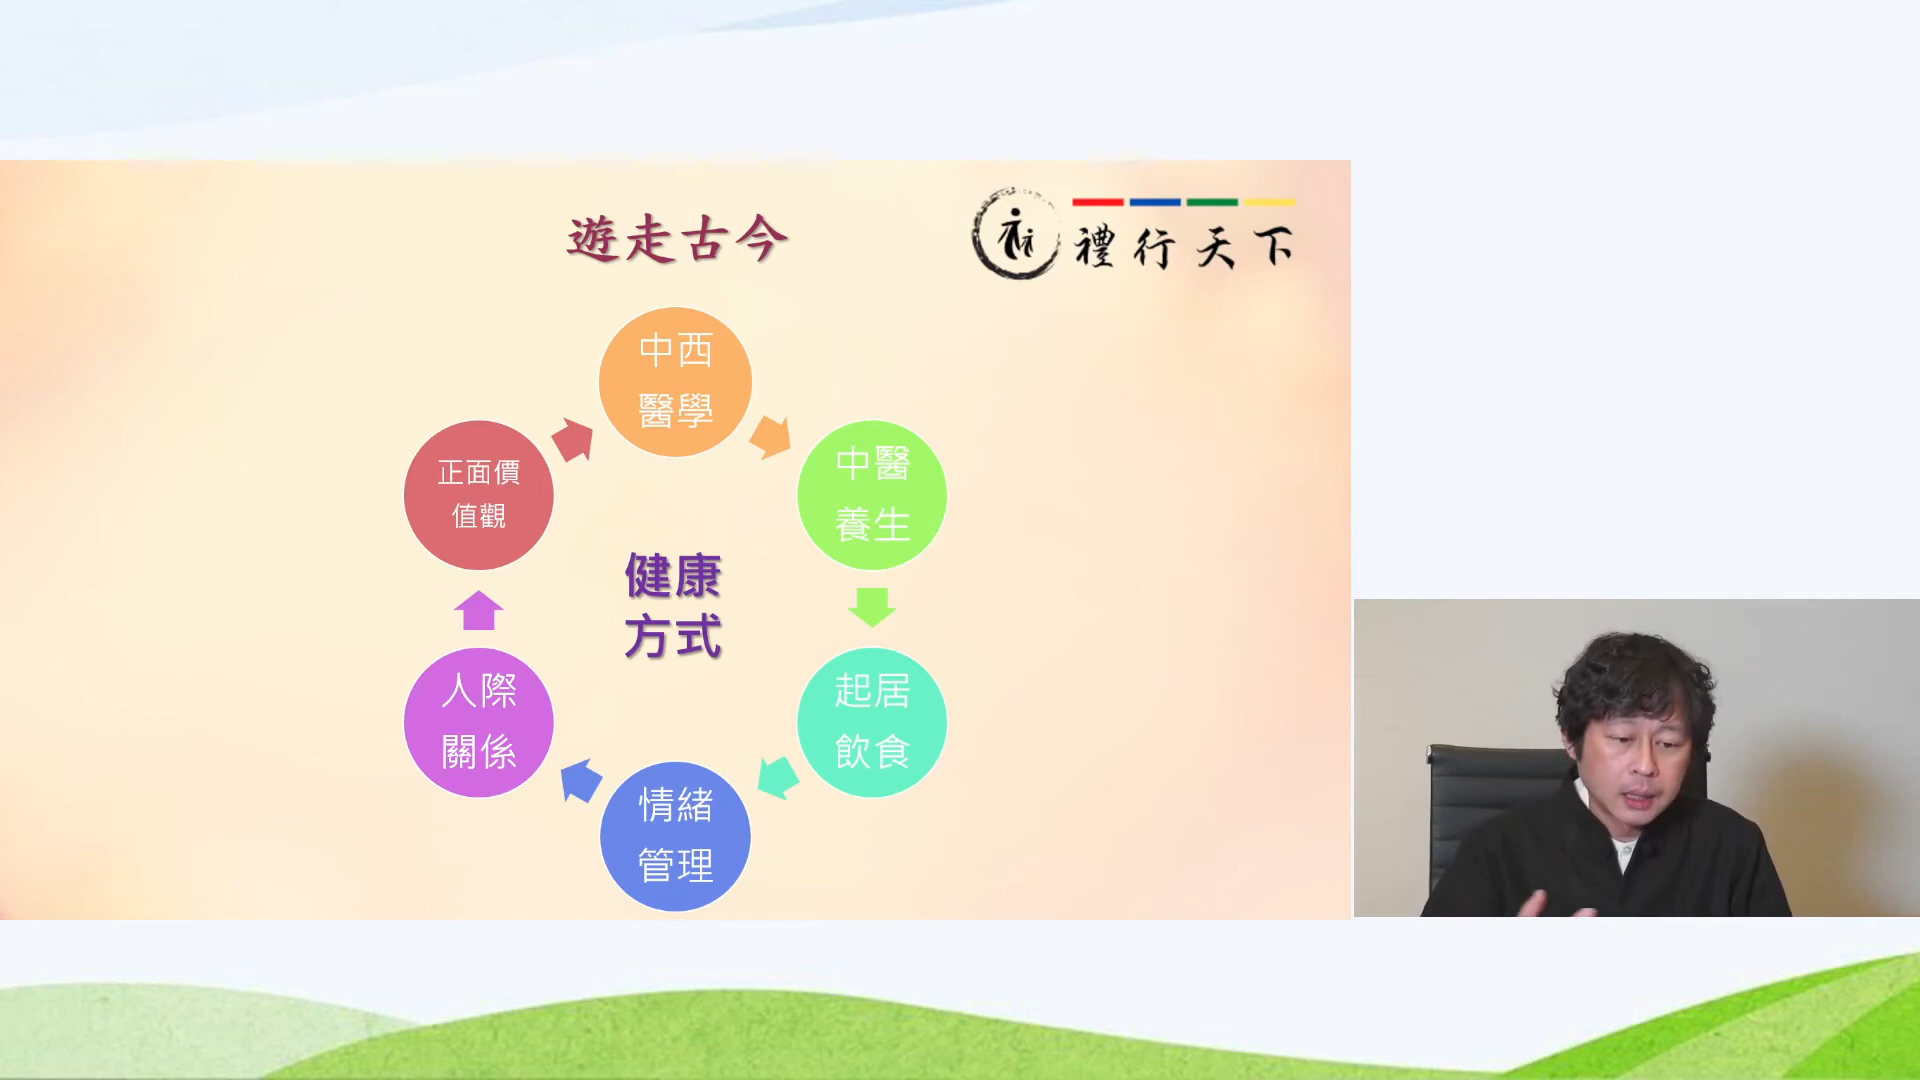 遊走古今
禮行天下
中西
醫學
中醫
養生
起居
飲食
情緒
管理
人際
關係
正面價
值觀
健康
方式